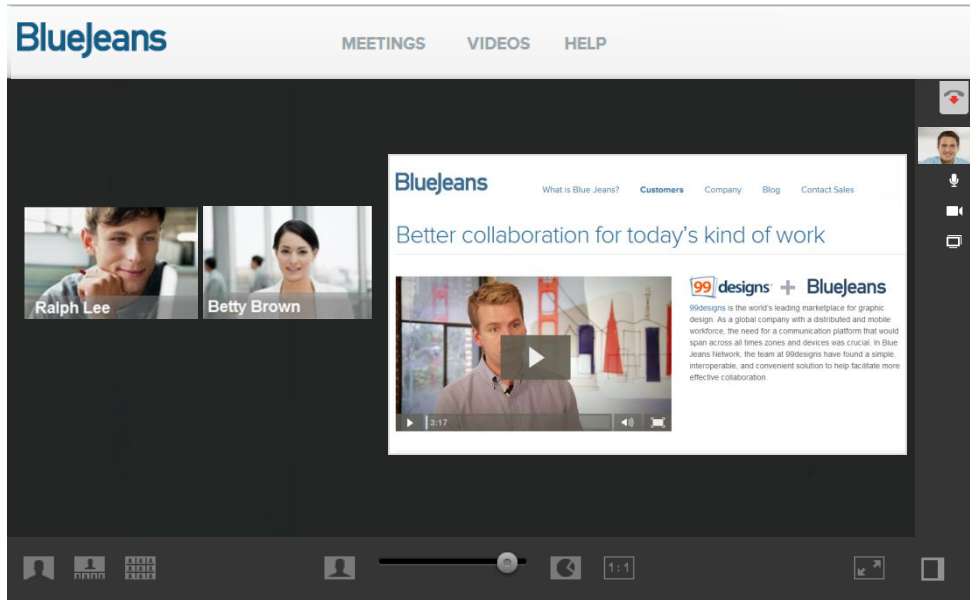 BlueJeans
MEETINGS VIDEOS HELP
BlueJeans
What is Blue Jeans? Customers Company Blog Contact Sales
Better collaboration for today's kind of work
99 designs + BlueJeans
99designs is the world's leading marketplace for graphic
design. As a global company with a distributed and mobile
workforce, the need for a communication platform that would
span across all times zones and devices was crucial. In Blue
Jeans Network, the team at 99designs have found a simple,
interoperable, and convenient solution to help facilitate more
effective collaboration.
3:17
Ralph Lee
Betty Brown
1:1